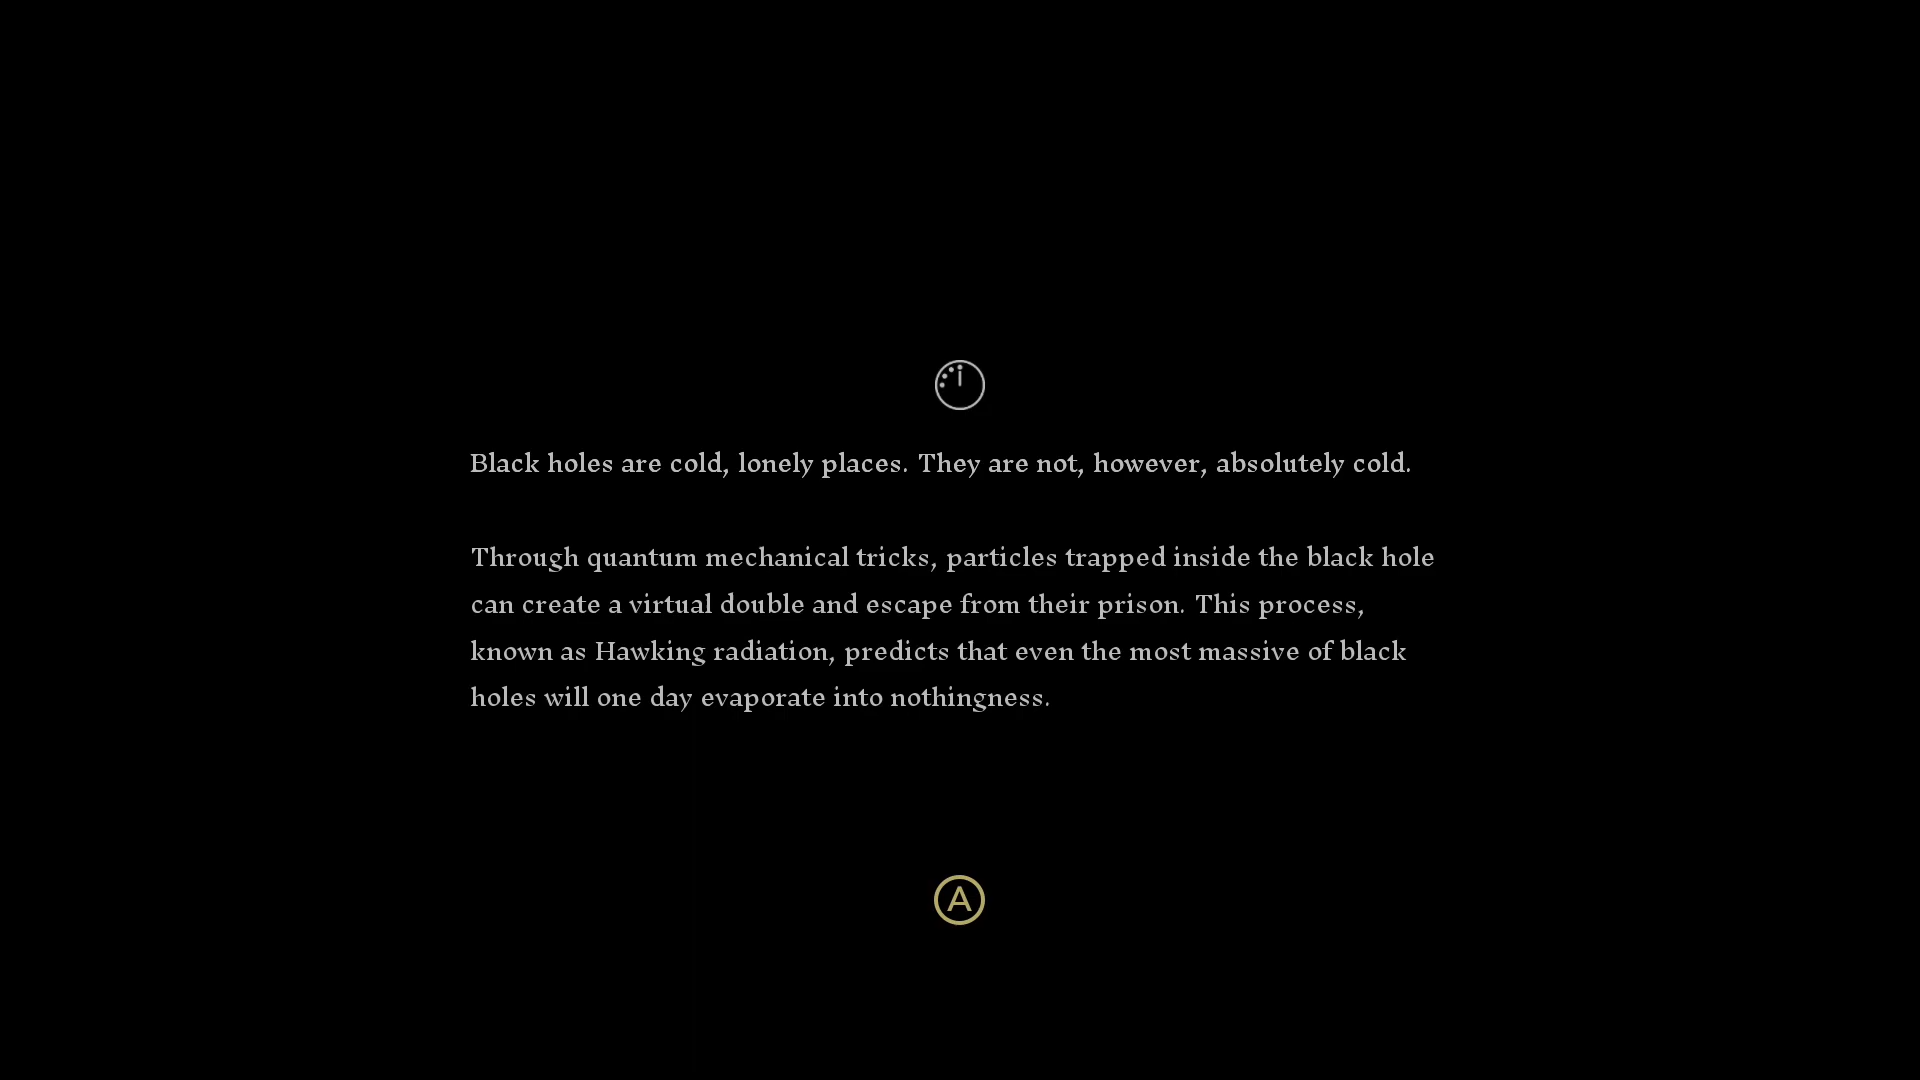 Black holes are cold, lonely places. They are not, however, absolutely cold.
Through quantum mechanical tricks, particles trapped inside the black hole
can create a virtual double and escape from their prison. This process,
known as Hawking radiation, predicts that even the most massive of black
holes will one day evaporate into nothingness.
A